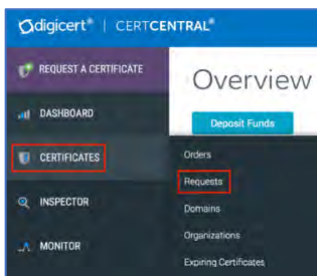 digicert® | CERTCENTRAL®
REQUEST A CERTIFICATE
Overview
DASHBOARD
Deposit Funds
CERTIFICATES
Orders
Requests
INSPECTOR
Domains
Organizations
MONITOR
Expiring Certificates